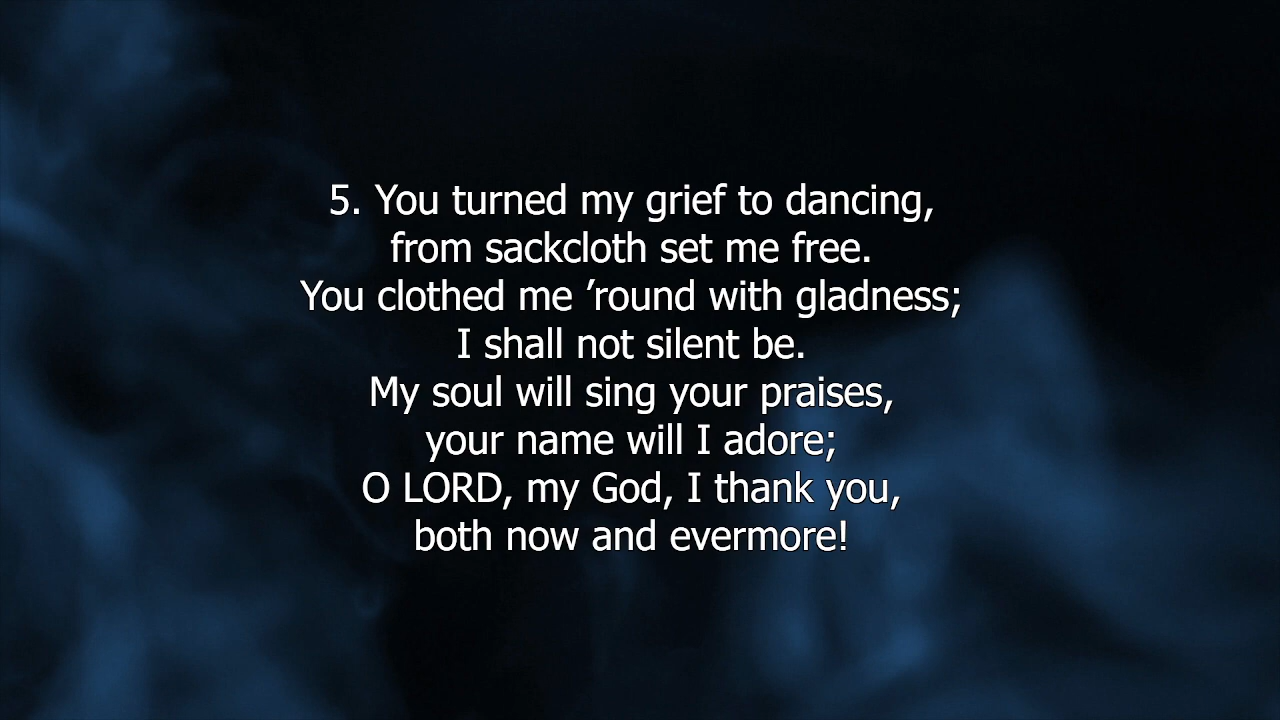 5. You turned my grief to dancing,
from sackcloth set me free.
You clothed me ’round with gladness;
I shall not silent be.
My soul will sing your praises,
your name will I adore;
O LORD, my God, I thank you,
both now and evermore!